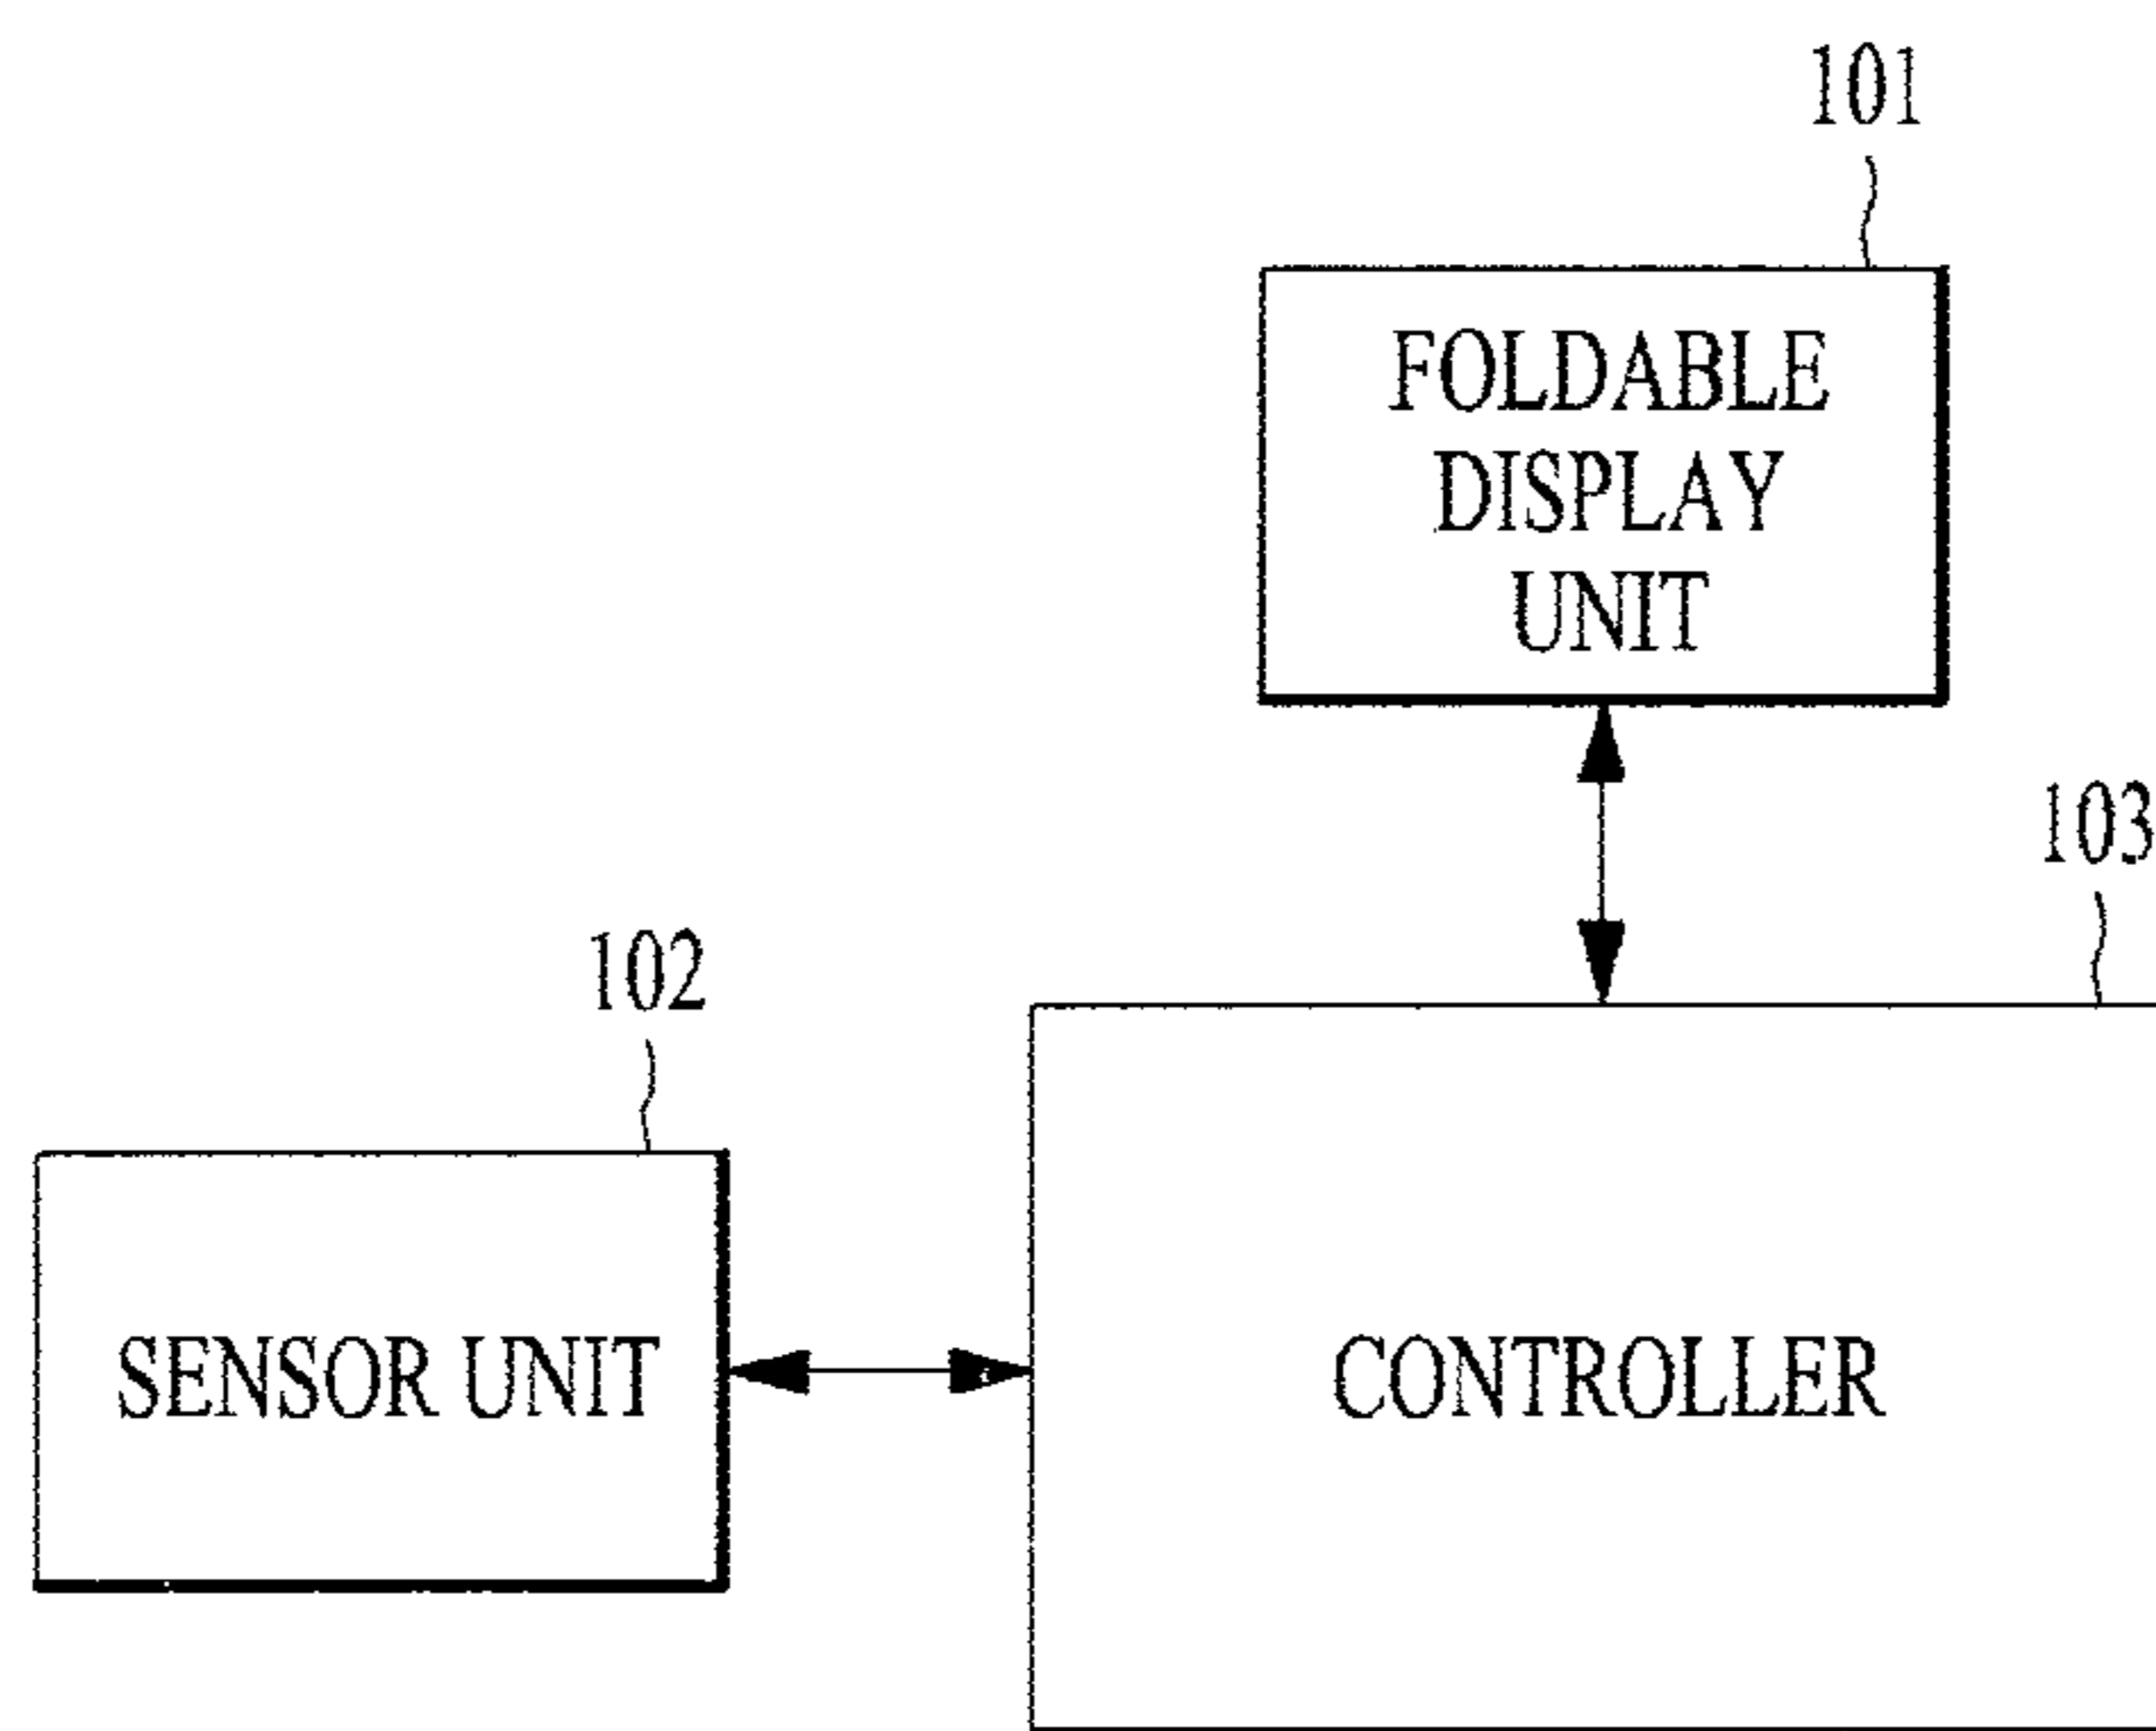 101
FOLDABLE
DISPLAY
UNIT
103
102
SENSOR UNIT
CONTROLLER